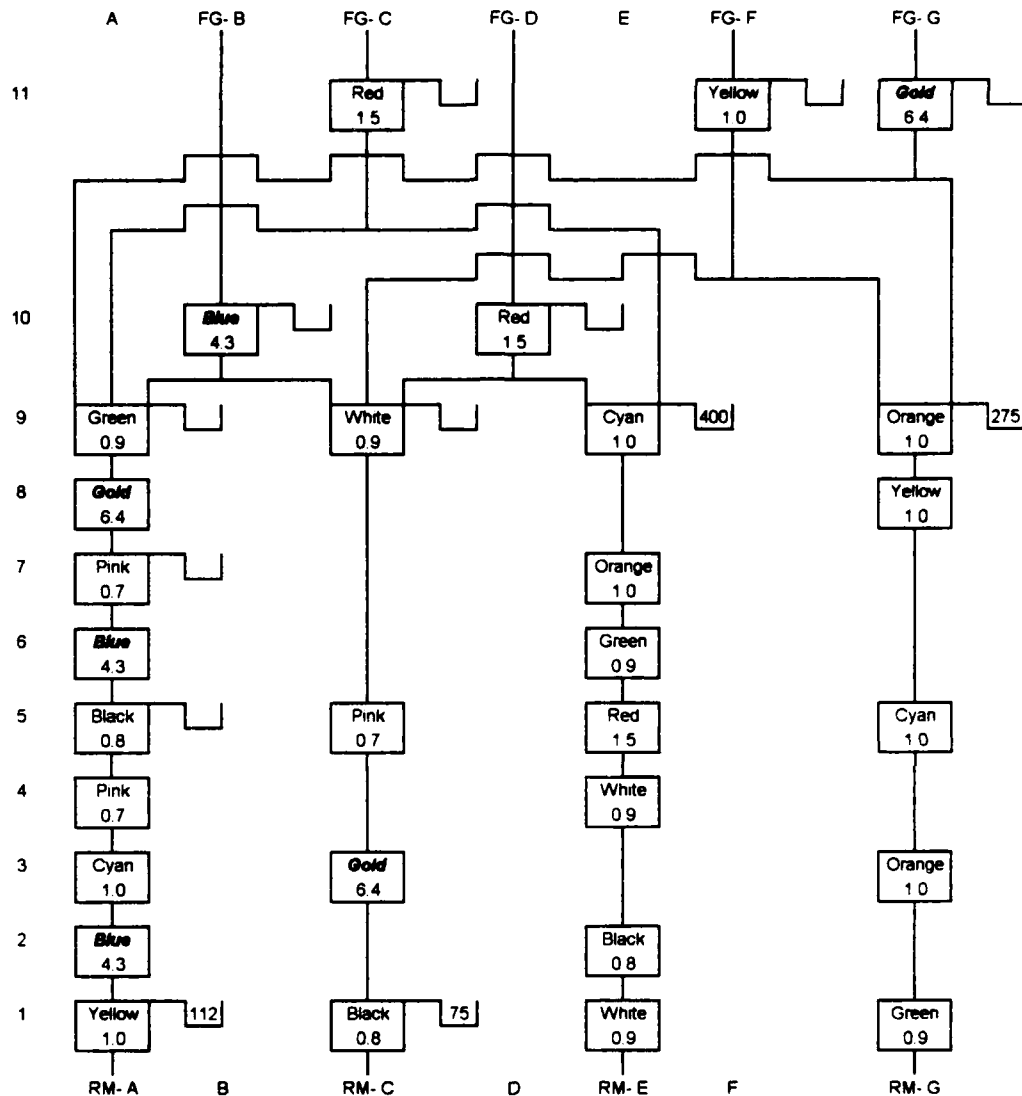 A FG- B FG- C FG- D E FG- F FG- G
11 Red Yellow Gold
1 5 1 0 6 4
10 Blue Red
4.3 1 5
9 Green White Cyan 400 Orange 275
0.9 0.9 1 0 1 0
8 Gold Yellow
6.4 1 0
7 Pink Orange
0.7 1 0
6 Blue Green
4.3 0 9
5 Black Pink Red Cyan
0.8 0 7 1 5 1 0
4 Pink White
0.7 0 9
3 Cyan Gold Orange
1.0 6 4 1 0
2 Blue Black
4.3 0 8
1 Yellow 112 Black 75 White Green
1.0 0.8 0.9 0.9
RM- A B RM- C D RM- E F RM- G